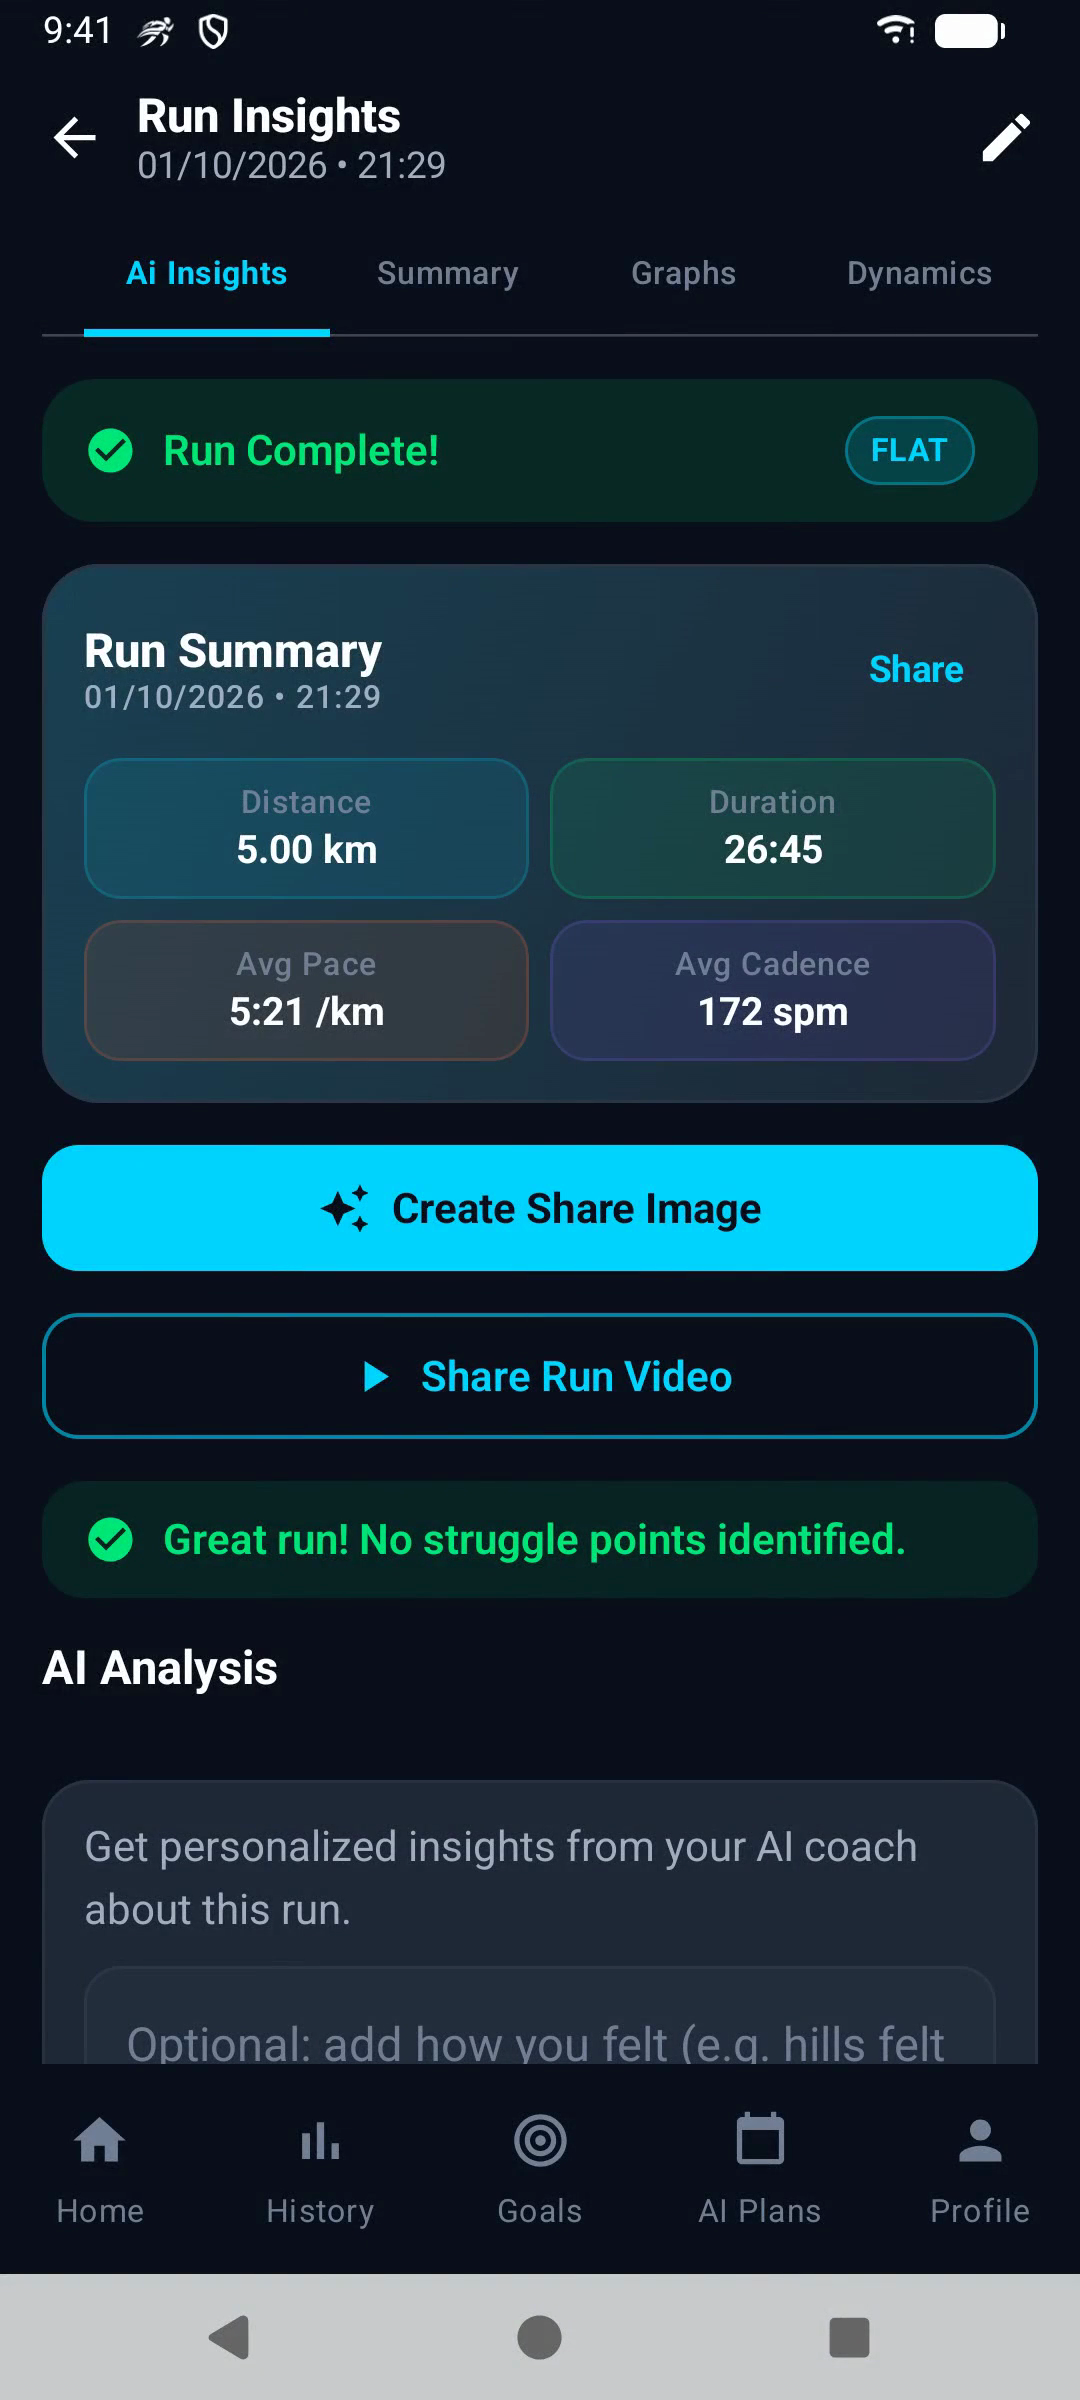 9:41
Run Insights
01/10/2026 • 21:29
Ai Insights
Summary
Graphs
Dynamics
Run Complete!
FLAT
Run Summary
01/10/2026 • 21:29
Share
Distance
5.00 km
Duration
26:45
Avg Pace
5:21 /km
Avg Cadence
172 spm
Create Share Image
Share Run Video
Great run! No struggle points identified.
AI Analysis
Get personalized insights from your AI coach
about this run.
Optional: add how you felt (e.g. hills felt
Home
History
Goals
AI Plans
Profile